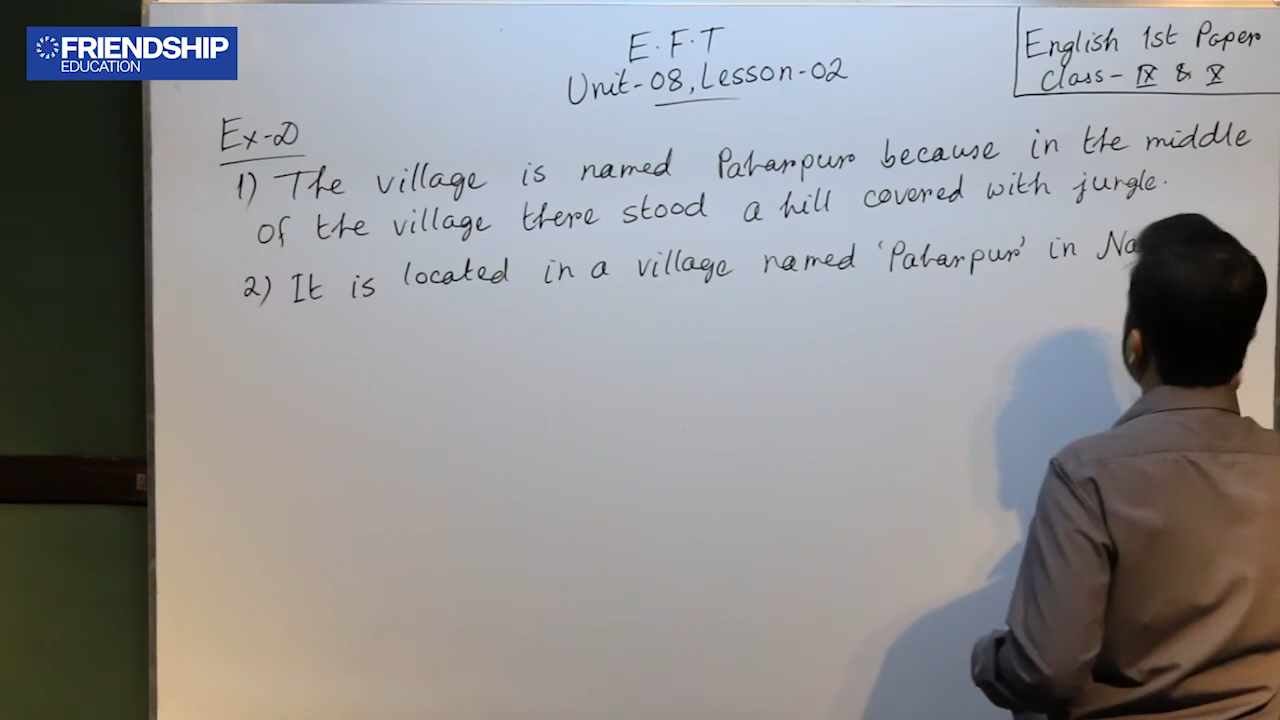 FRIENDSHIP
EDUCATION
E.F.T
Unit-08, Lesson-02
English 1st Paper
Class- IX & X
Ex-D
1) The village is named Paharpur because in the middle
of the village there stood a hill covered with jungle.
2) It is located in a village named 'Paharpur' in Na